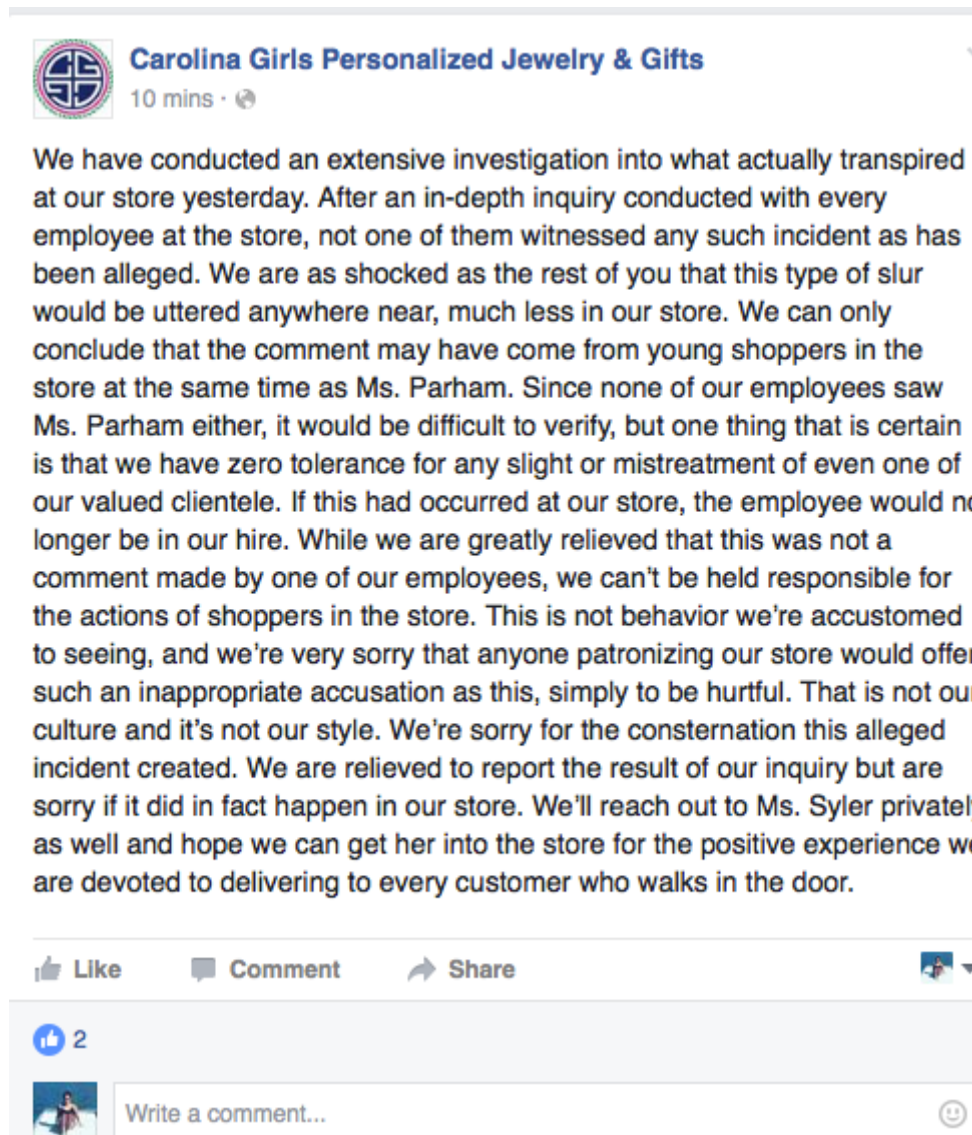 Carolina Girls Personalized Jewelry & Gifts
10 mins ·
We have conducted an extensive investigation into what actually transpired
at our store yesterday. After an in-depth inquiry conducted with every
employee at the store, not one of them witnessed any such incident as has
been alleged. We are as shocked as the rest of you that this type of slur
would be uttered anywhere near, much less in our store. We can only
conclude that the comment may have come from young shoppers in the
store at the same time as Ms. Parham. Since none of our employees saw
Ms. Parham either, it would be difficult to verify, but one thing that is certain
is that we have zero tolerance for any slight or mistreatment of even one of
our valued clientele. If this had occurred at our store, the employee would no
longer be in our hire. While we are greatly relieved that this was not a
comment made by one of our employees, we can't be held responsible for
the actions of shoppers in the store. This is not behavior we're accustomed
to seeing, and we're very sorry that anyone patronizing our store would offer
such an inappropriate accusation as this, simply to be hurtful. That is not our
culture and it's not our style. We're sorry for the consternation this alleged
incident created. We are relieved to report the result of our inquiry but are
sorry if it did in fact happen in our store. We'll reach out to Ms. Syler privately
as well and hope we can get her into the store for the positive experience we
are devoted to delivering to every customer who walks in the door.
Like Comment Share
2
Write a comment...